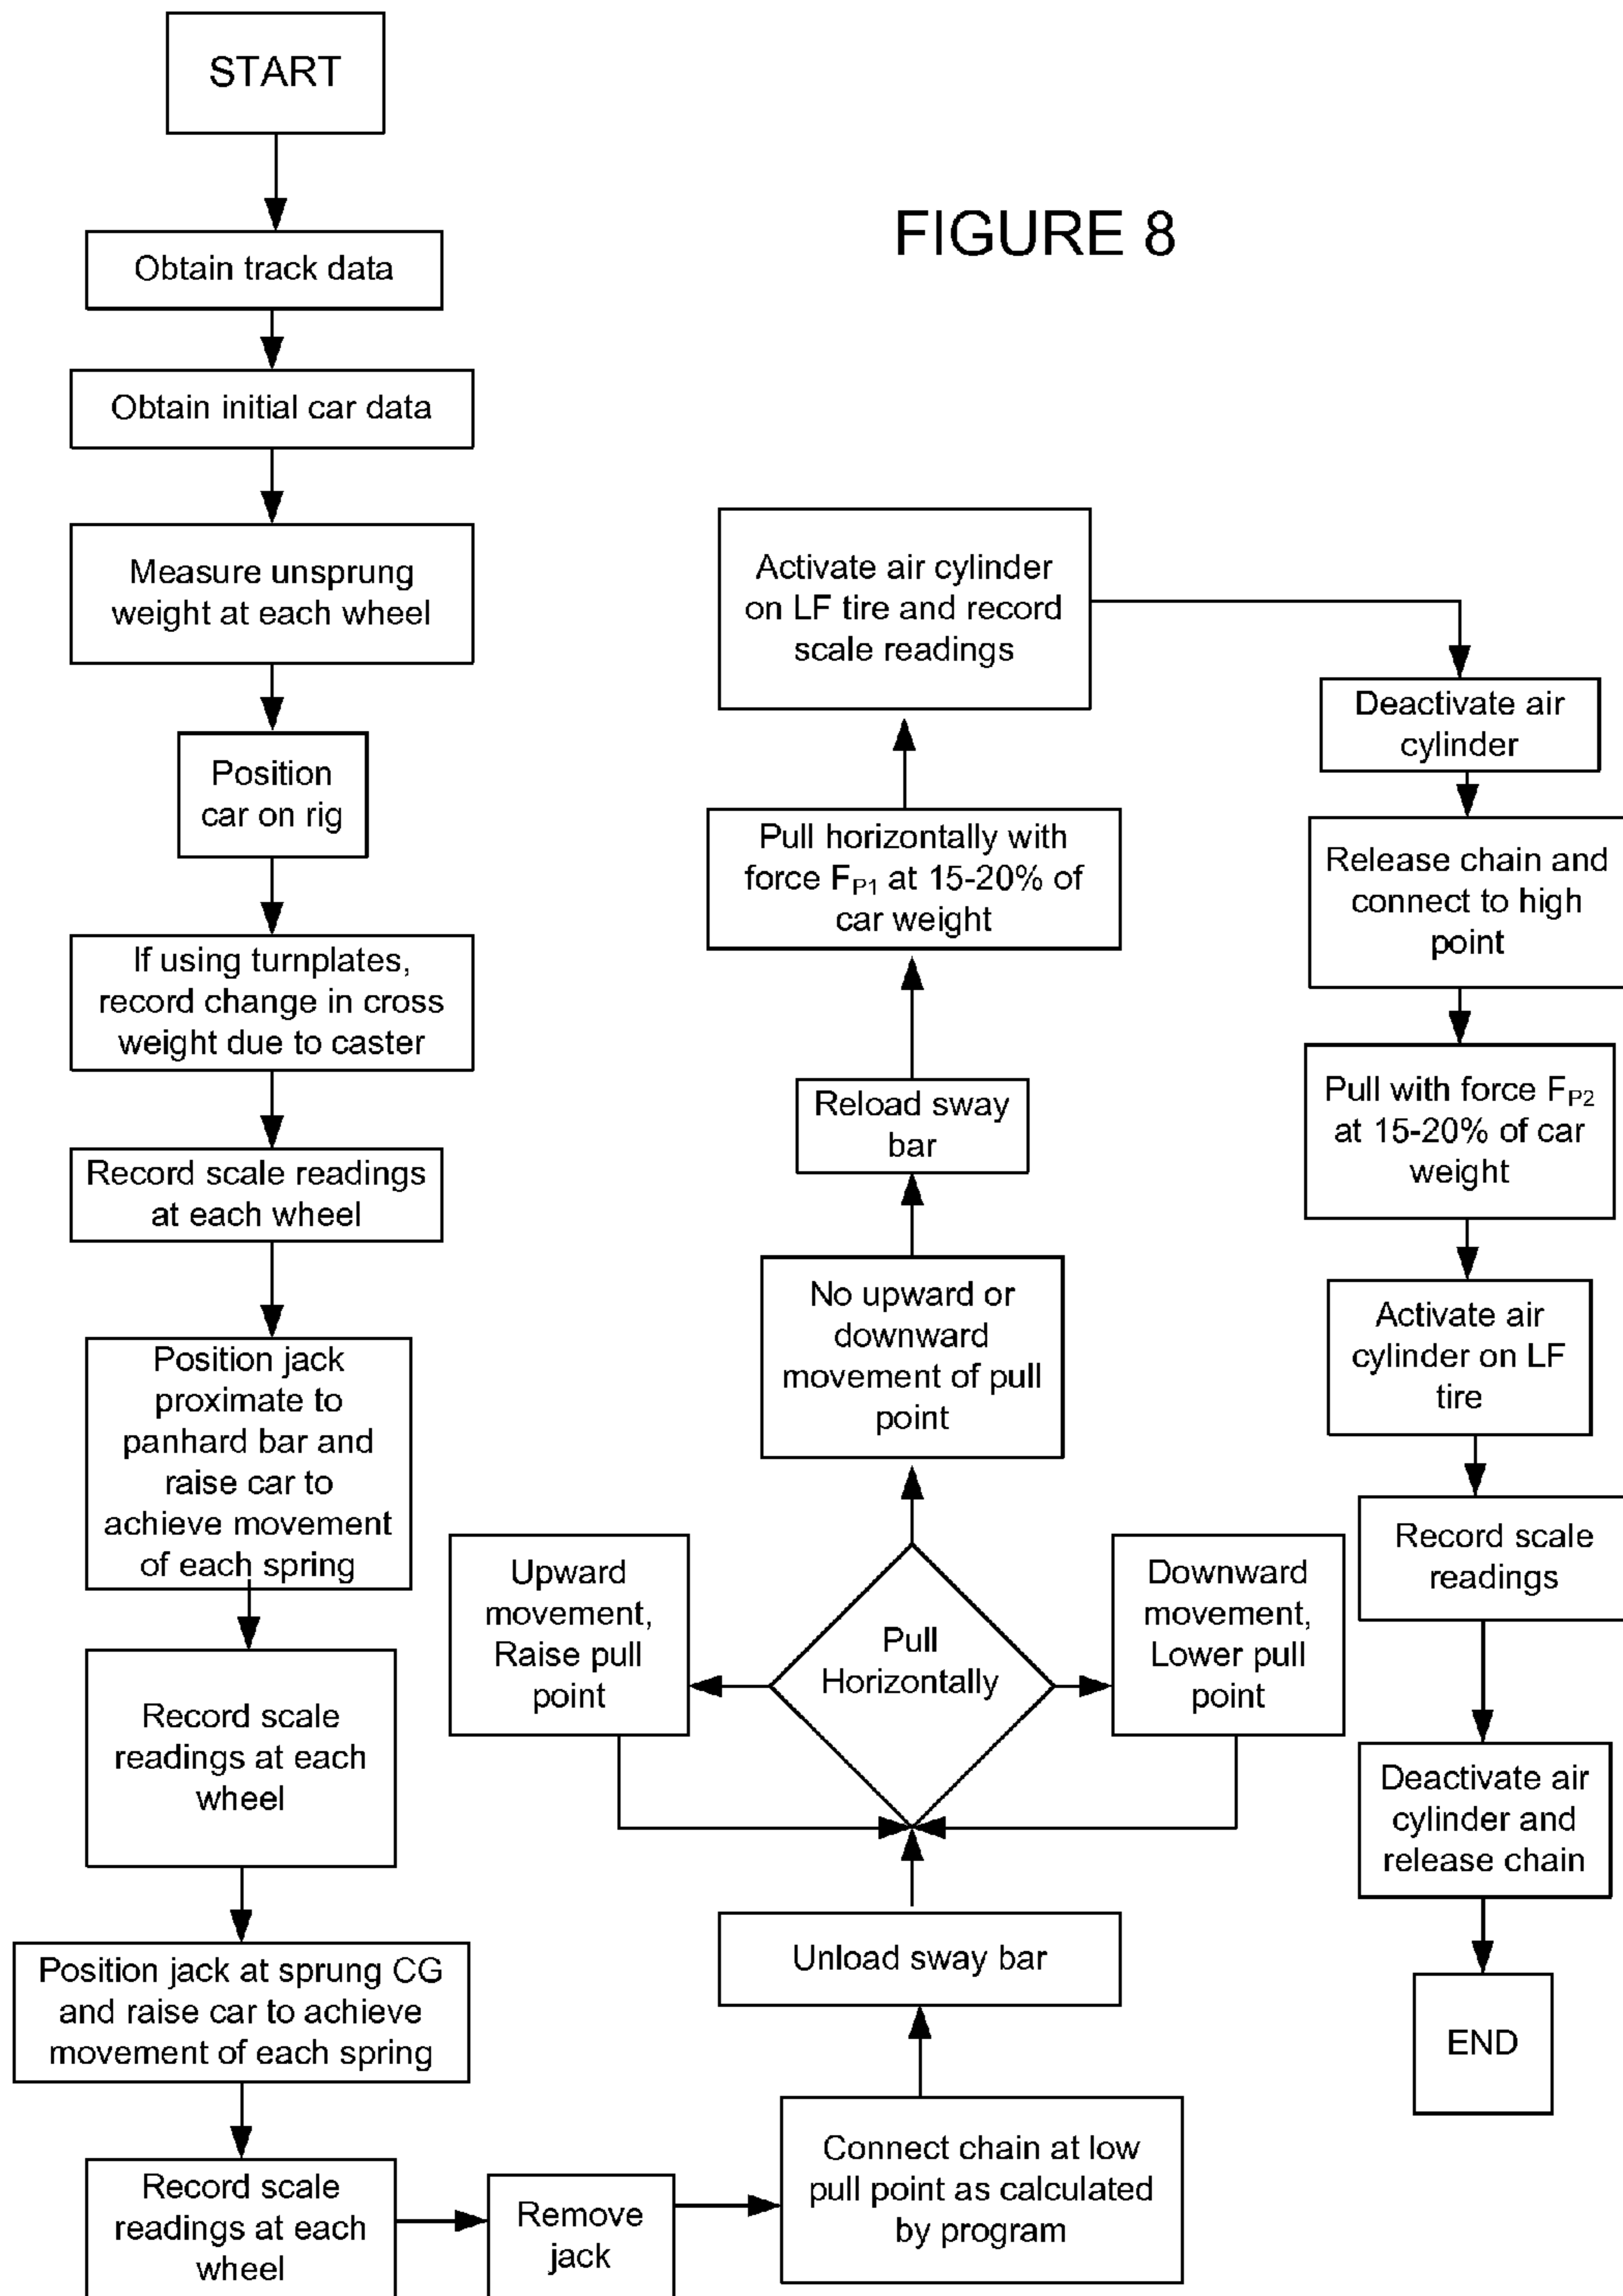 FIGURE 8
START
Obtain track data
Obtain initial car data
Measure unsprung
weight at each wheel
Position
car on rig
If using turnplates,
record change in cross
weight due to caster
Record scale readings
at each wheel
Position jack
proximate to
panhard bar and
raise car to
achieve movement
of each spring
Record scale
readings at each
wheel
Position jack at sprung CG
and raise car to achieve
movement of each spring
Record scale
readings at each
wheel
Remove
jack
Connect chain at low
pull point as calculated
by program
Unload sway bar
Pull
Horizontally
Upward
movement,
Raise pull
point
Downward
movement,
Lower pull
point
No upward or
downward
movement of pull
point
Reload sway
bar
Pull horizontally with
force FP1 at 15-20% of
car weight
Activate air cylinder
on LF tire and record
scale readings
Deactivate air
cylinder
Release chain and
connect to high
point
Pull with force FP2
at 15-20% of car
weight
Activate air
cylinder on LF
tire
Record scale
readings
Deactivate air
cylinder and
release chain
END